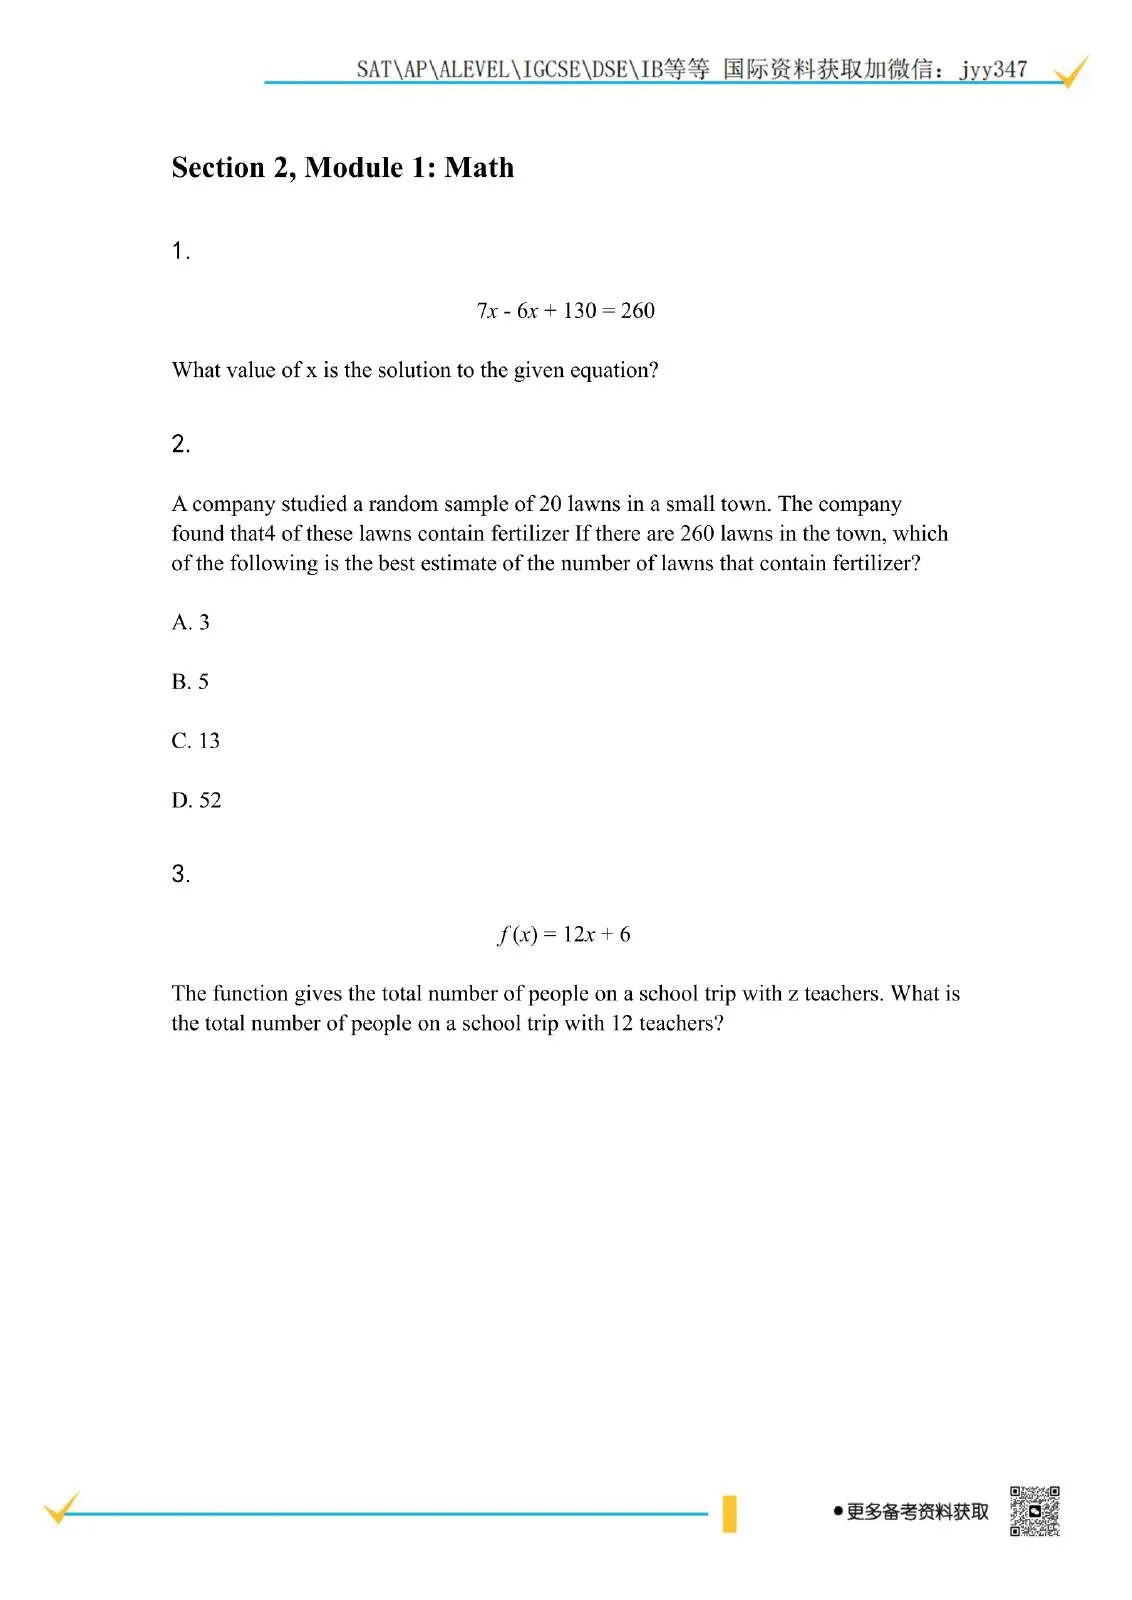 SAT\AP\ALEVEL\IGCSE\DSE\IB等等 国际资料获取加微信：jyy347
Section 2, Module 1: Math
1.
7x - 6x + 130 = 260
What value of x is the solution to the given equation?
2.
A company studied a random sample of 20 lawns in a small town. The company
found that4 of these lawns contain fertilizer If there are 260 lawns in the town, which
of the following is the best estimate of the number of lawns that contain fertilizer?
A. 3
B. 5
C. 13
D. 52
3.
f (x) = 12x + 6
The function gives the total number of people on a school trip with z teachers. What is
the total number of people on a school trip with 12 teachers?
●更多备考资料获取